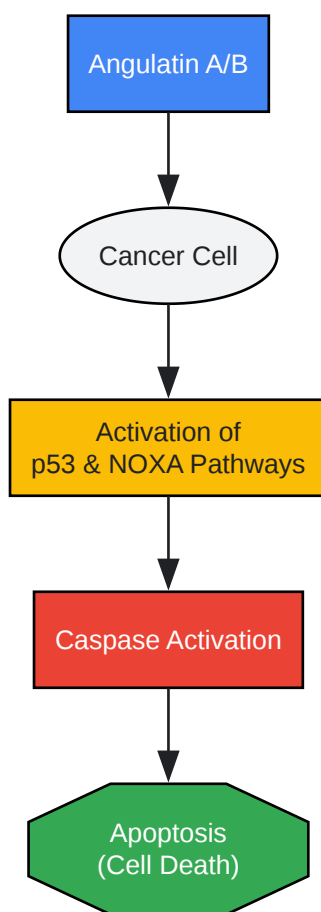 Angulatin A/B
Cancer Cell
Activation of
p53 & NOXA Pathways
Caspase Activation
Apoptosis
(Cell Death)